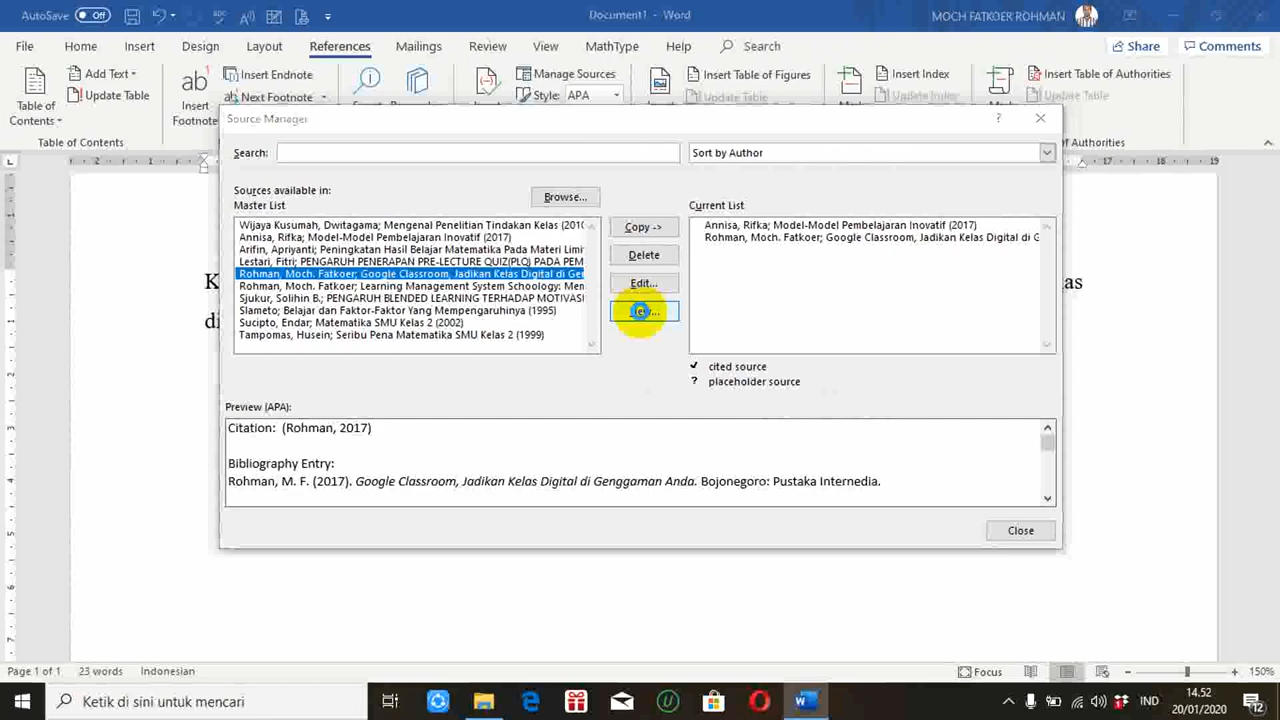 AutoSave Off Document1 - Word MOCH FATKOER ROHMAN
File Home Insert Design Layout References Mailings Review View MathType Help Search Share Comments
Table of Contents
Add Text
Update Table
Table of Contents
ab
Insert Footnote
Insert Endnote
Next Footnote
Insert
Manage Sources
Style: APA
Insert Table of Figures
Update Table
Insert Index
Update Index
Insert Table of Authorities
Update Table
of Authorities
Source Manager
Search: Sort by Author
Sources available in:
Master List
Browse...
Current List
Wijaya Kusumah, Dwitagama; Mengenal Penelitian Tindakan Kelas (2010
Annisa, Rifka; Model-Model Pembelajaran Inovatif (2017)
Arifin, Apriyanti; Peningkatan Hasil Belajar Matematika Pada Materi Limi
Lestari, Fitri; PENGARUH PENERAPAN PRE-LECTURE QUIZ(PLQ) PADA PEM
Rohman, Moch. Fatkoer; Google Classroom, Jadikan Kelas Digital di Ge
Rohman, Moch. Fatkoer; Learning Management System Schoology: Me
Sjukur, Solihin B.; PENGARUH BLENDED LEARNING TERHADAP MOTIVASI
Slameto; Belajar dan Faktor-Faktor Yang Mempengaruhinya (1995)
Sucipto, Endar; Matematika SMU Kelas 2 (2002)
Tampomas, Husein; Seribu Pena Matematika SMU Kelas 2 (1999)
Copy ->
Delete
Edit...
Annisa, Rifka; Model-Model Pembelajaran Inovatif (2017)
Rohman, Moch. Fatkoer; Google Classroom, Jadikan Kelas Digital di G
cited source
? placeholder source
Preview (APA):
Citation: (Rohman, 2017)
Bibliography Entry:
Rohman, M. F. (2017). Google Classroom, Jadikan Kelas Digital di Genggaman Anda. Bojonegoro: Pustaka Internedia.
Close
K as
di
Page 1 of 1 23 words Indonesian Focus 150%
Ketik di sini untuk mencari IND 14.52
20/01/2020 12